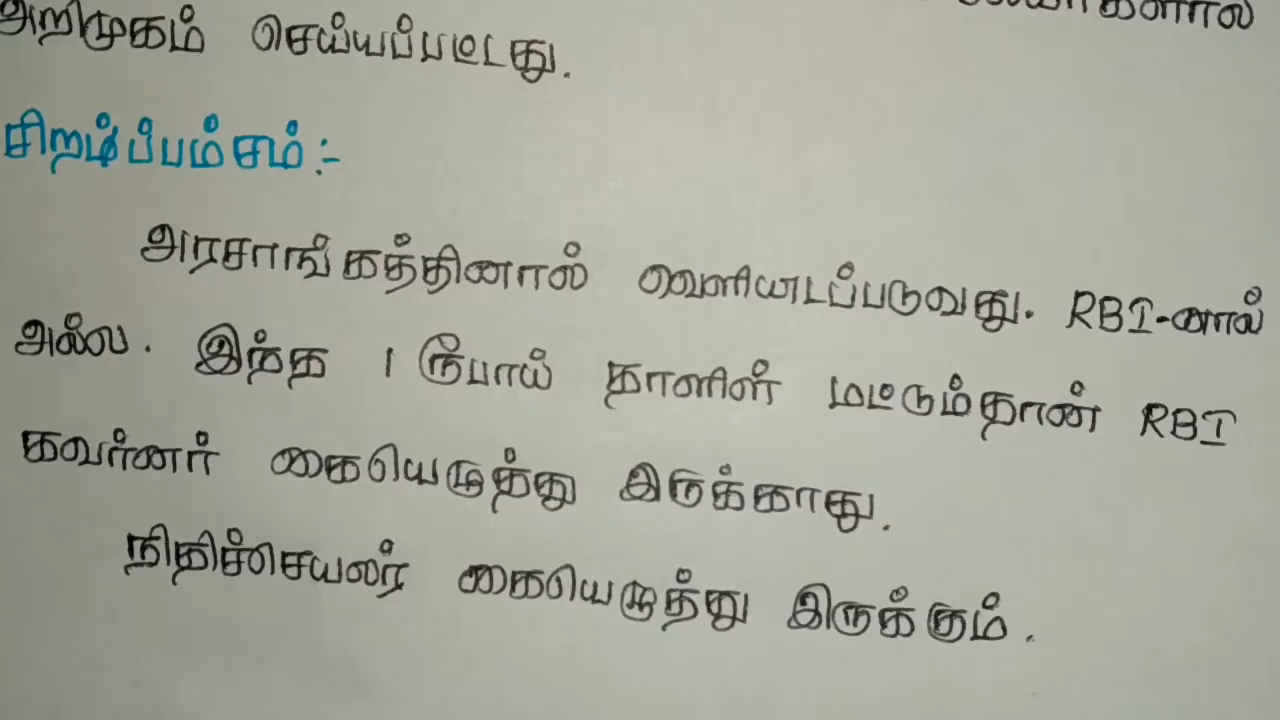 அறிமுகம் செய்யப்பட்டது.
சிறப்ம்பம்சம்:-
அரசாங்கத்தினால் வெளியிடப்படுவது. RBI-னால்
அல்ல. இந்த 1 ரூபாய் தாளின் மட்டும்தான் RBI
கவர்னர் கையெழுத்து இருக்காது.
நிதிச்செயலர் கையெழுத்து இருக்கும்.